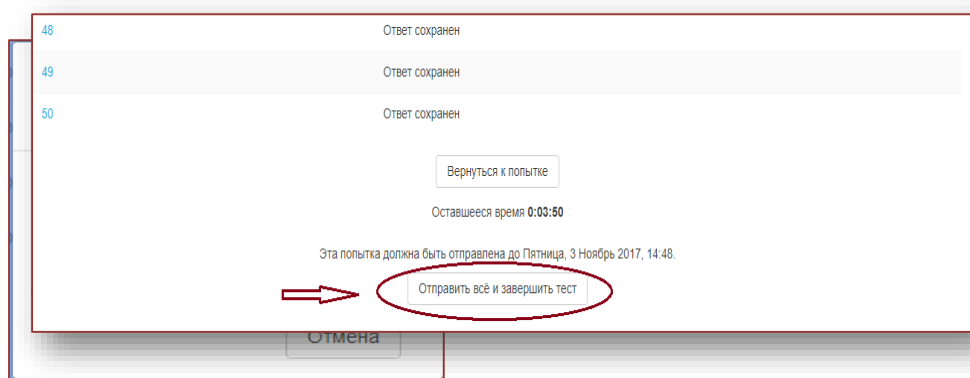 48 Ответ сохранен
49 Ответ сохранен
50 Ответ сохранен
Вернуться к попытке
Оставшееся время 0:03:50
Эта попытка должна быть отправлена до Пятница, 3 Ноябрь 2017, 14:48.
Отправить всё и завершить тест
Отмена